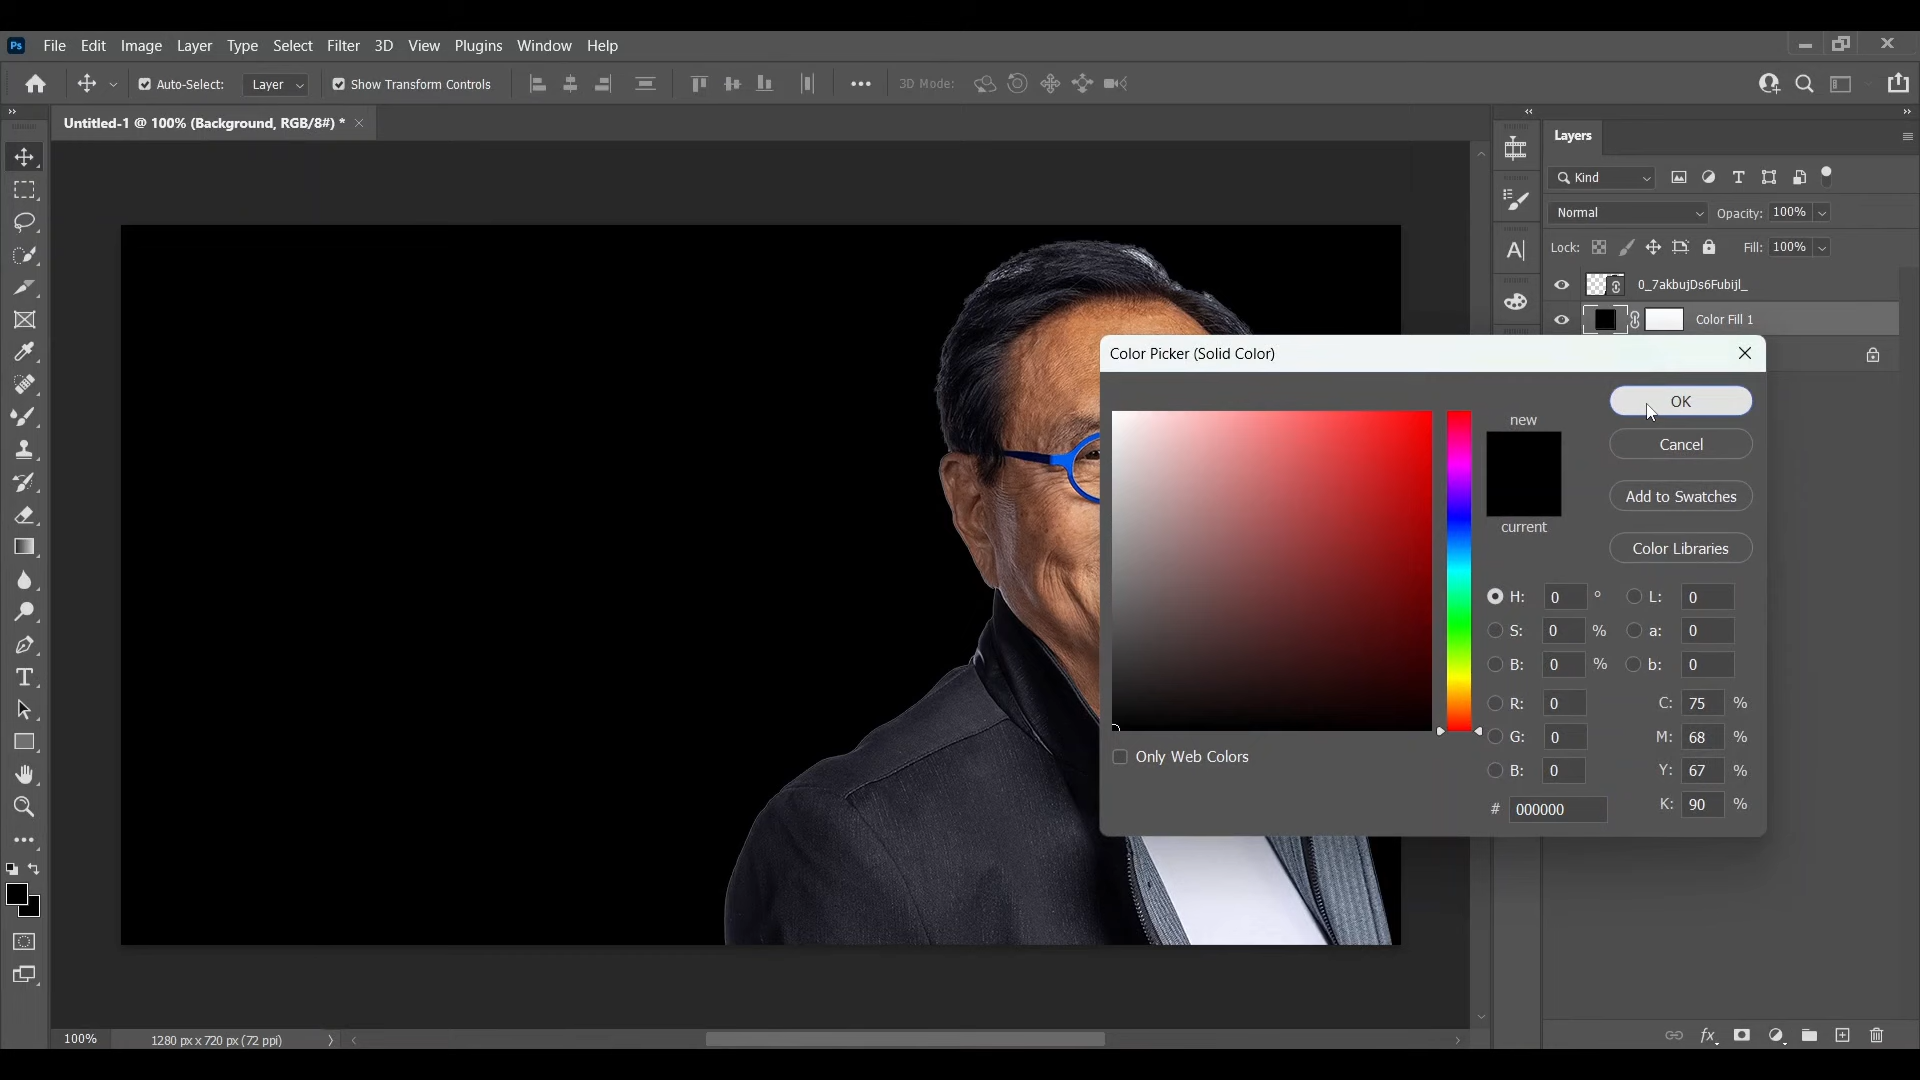 Ps File Edit Image Layer Type Select Filter 3D View Plugins Window Help
Auto-Select: Layer Show Transform Controls 3D Mode:
Untitled-1 @ 100% (Background, RGB/8#) *
Layers
Kind
Normal Opacity: 100%
Lock: Fill: 100%
0_7akbujDs6Fubijl_
Color Fill 1
Color Picker (Solid Color)
OK
new
Cancel
Add to Swatches
current
Color Libraries
H: 0 ° L: 0
S: 0 % a: 0
B: 0 % b: 0
R: 0 C: 75 %
G: 0 M: 68 %
Only Web Colors
B: 0 Y: 67 %
# 000000 K: 90 %
100% 1280 px x 720 px (72 ppi)